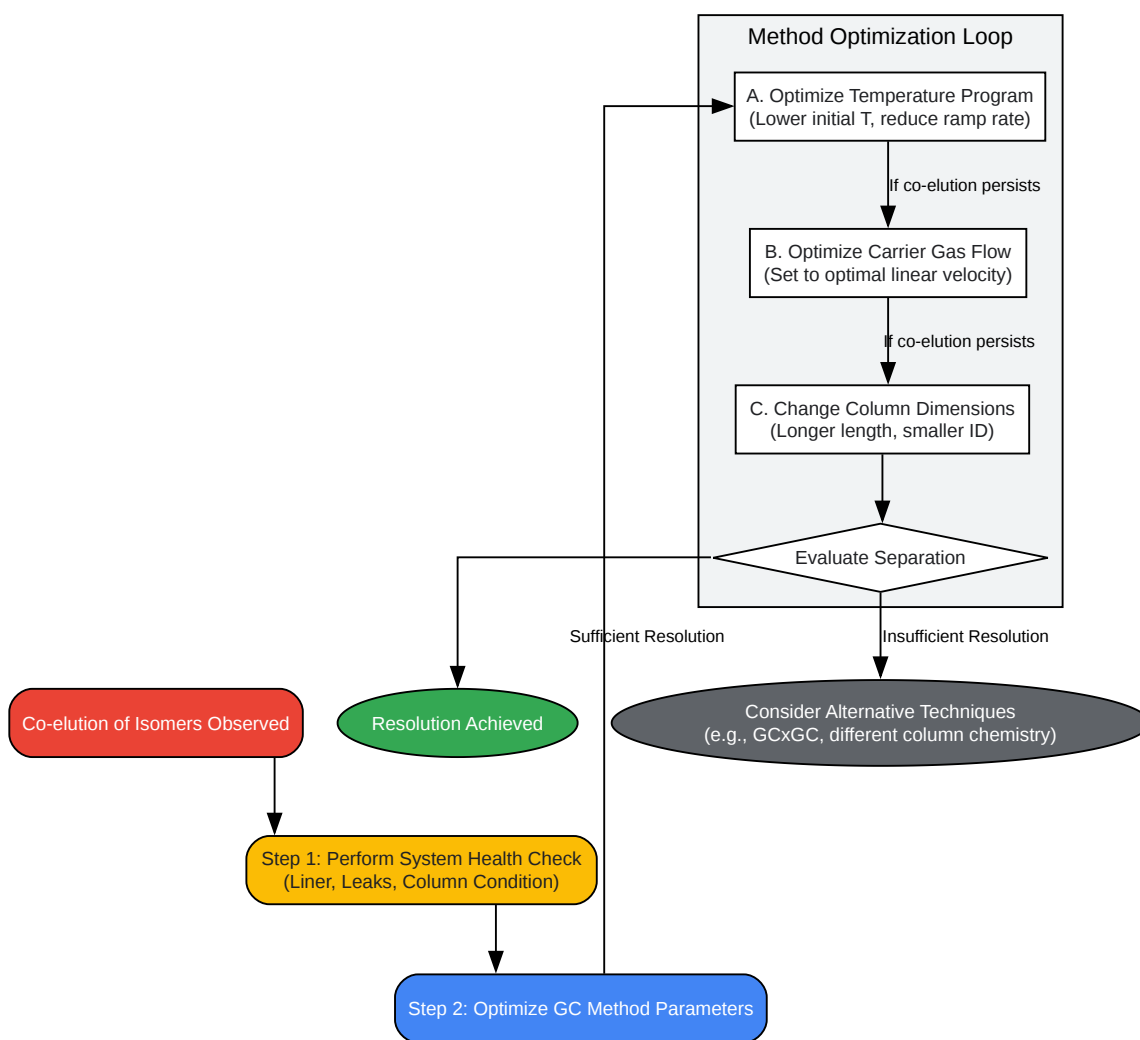 Method Optimization Loop
A. Optimize Temperature Program
(Lower initial T, reduce ramp rate)
If co-elution persists
B. Optimize Carrier Gas Flow
(Set to optimal linear velocity)
If co-elution persists
C. Change Column Dimensions
(Longer length, smaller ID)
Evaluate Separation
Sufficient Resolution
Insufficient Resolution
Co-elution of Isomers Observed
Resolution Achieved
Consider Alternative Techniques
(e.g., GCxGC, different column chemistry)
Step 1: Perform System Health Check
(Liner, Leaks, Column Condition)
Step 2: Optimize GC Method Parameters